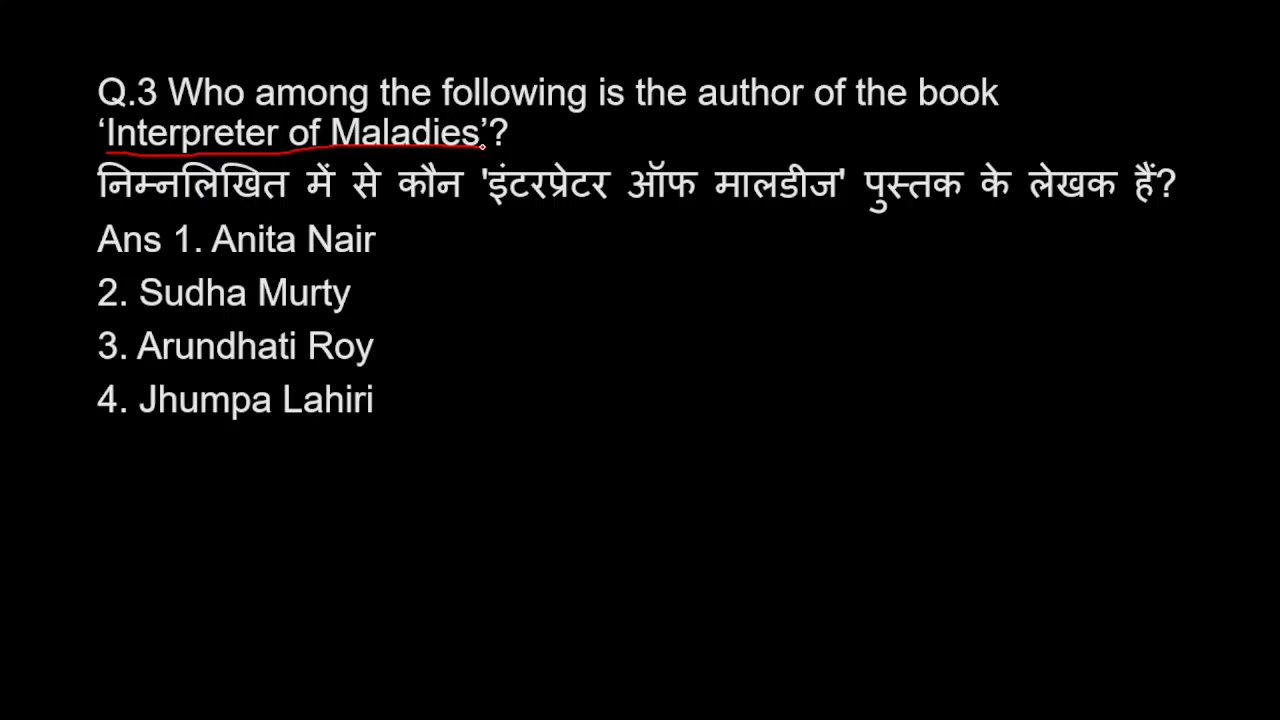 Q.3 Who among the following is the author of the book
‘Interpreter of Maladies’?
निम्नलिखित में से कौन 'इंटरप्रेटर ऑफ मालडीज' पुस्तक के लेखक हैं?
Ans 1. Anita Nair
2. Sudha Murty
3. Arundhati Roy
4. Jhumpa Lahiri